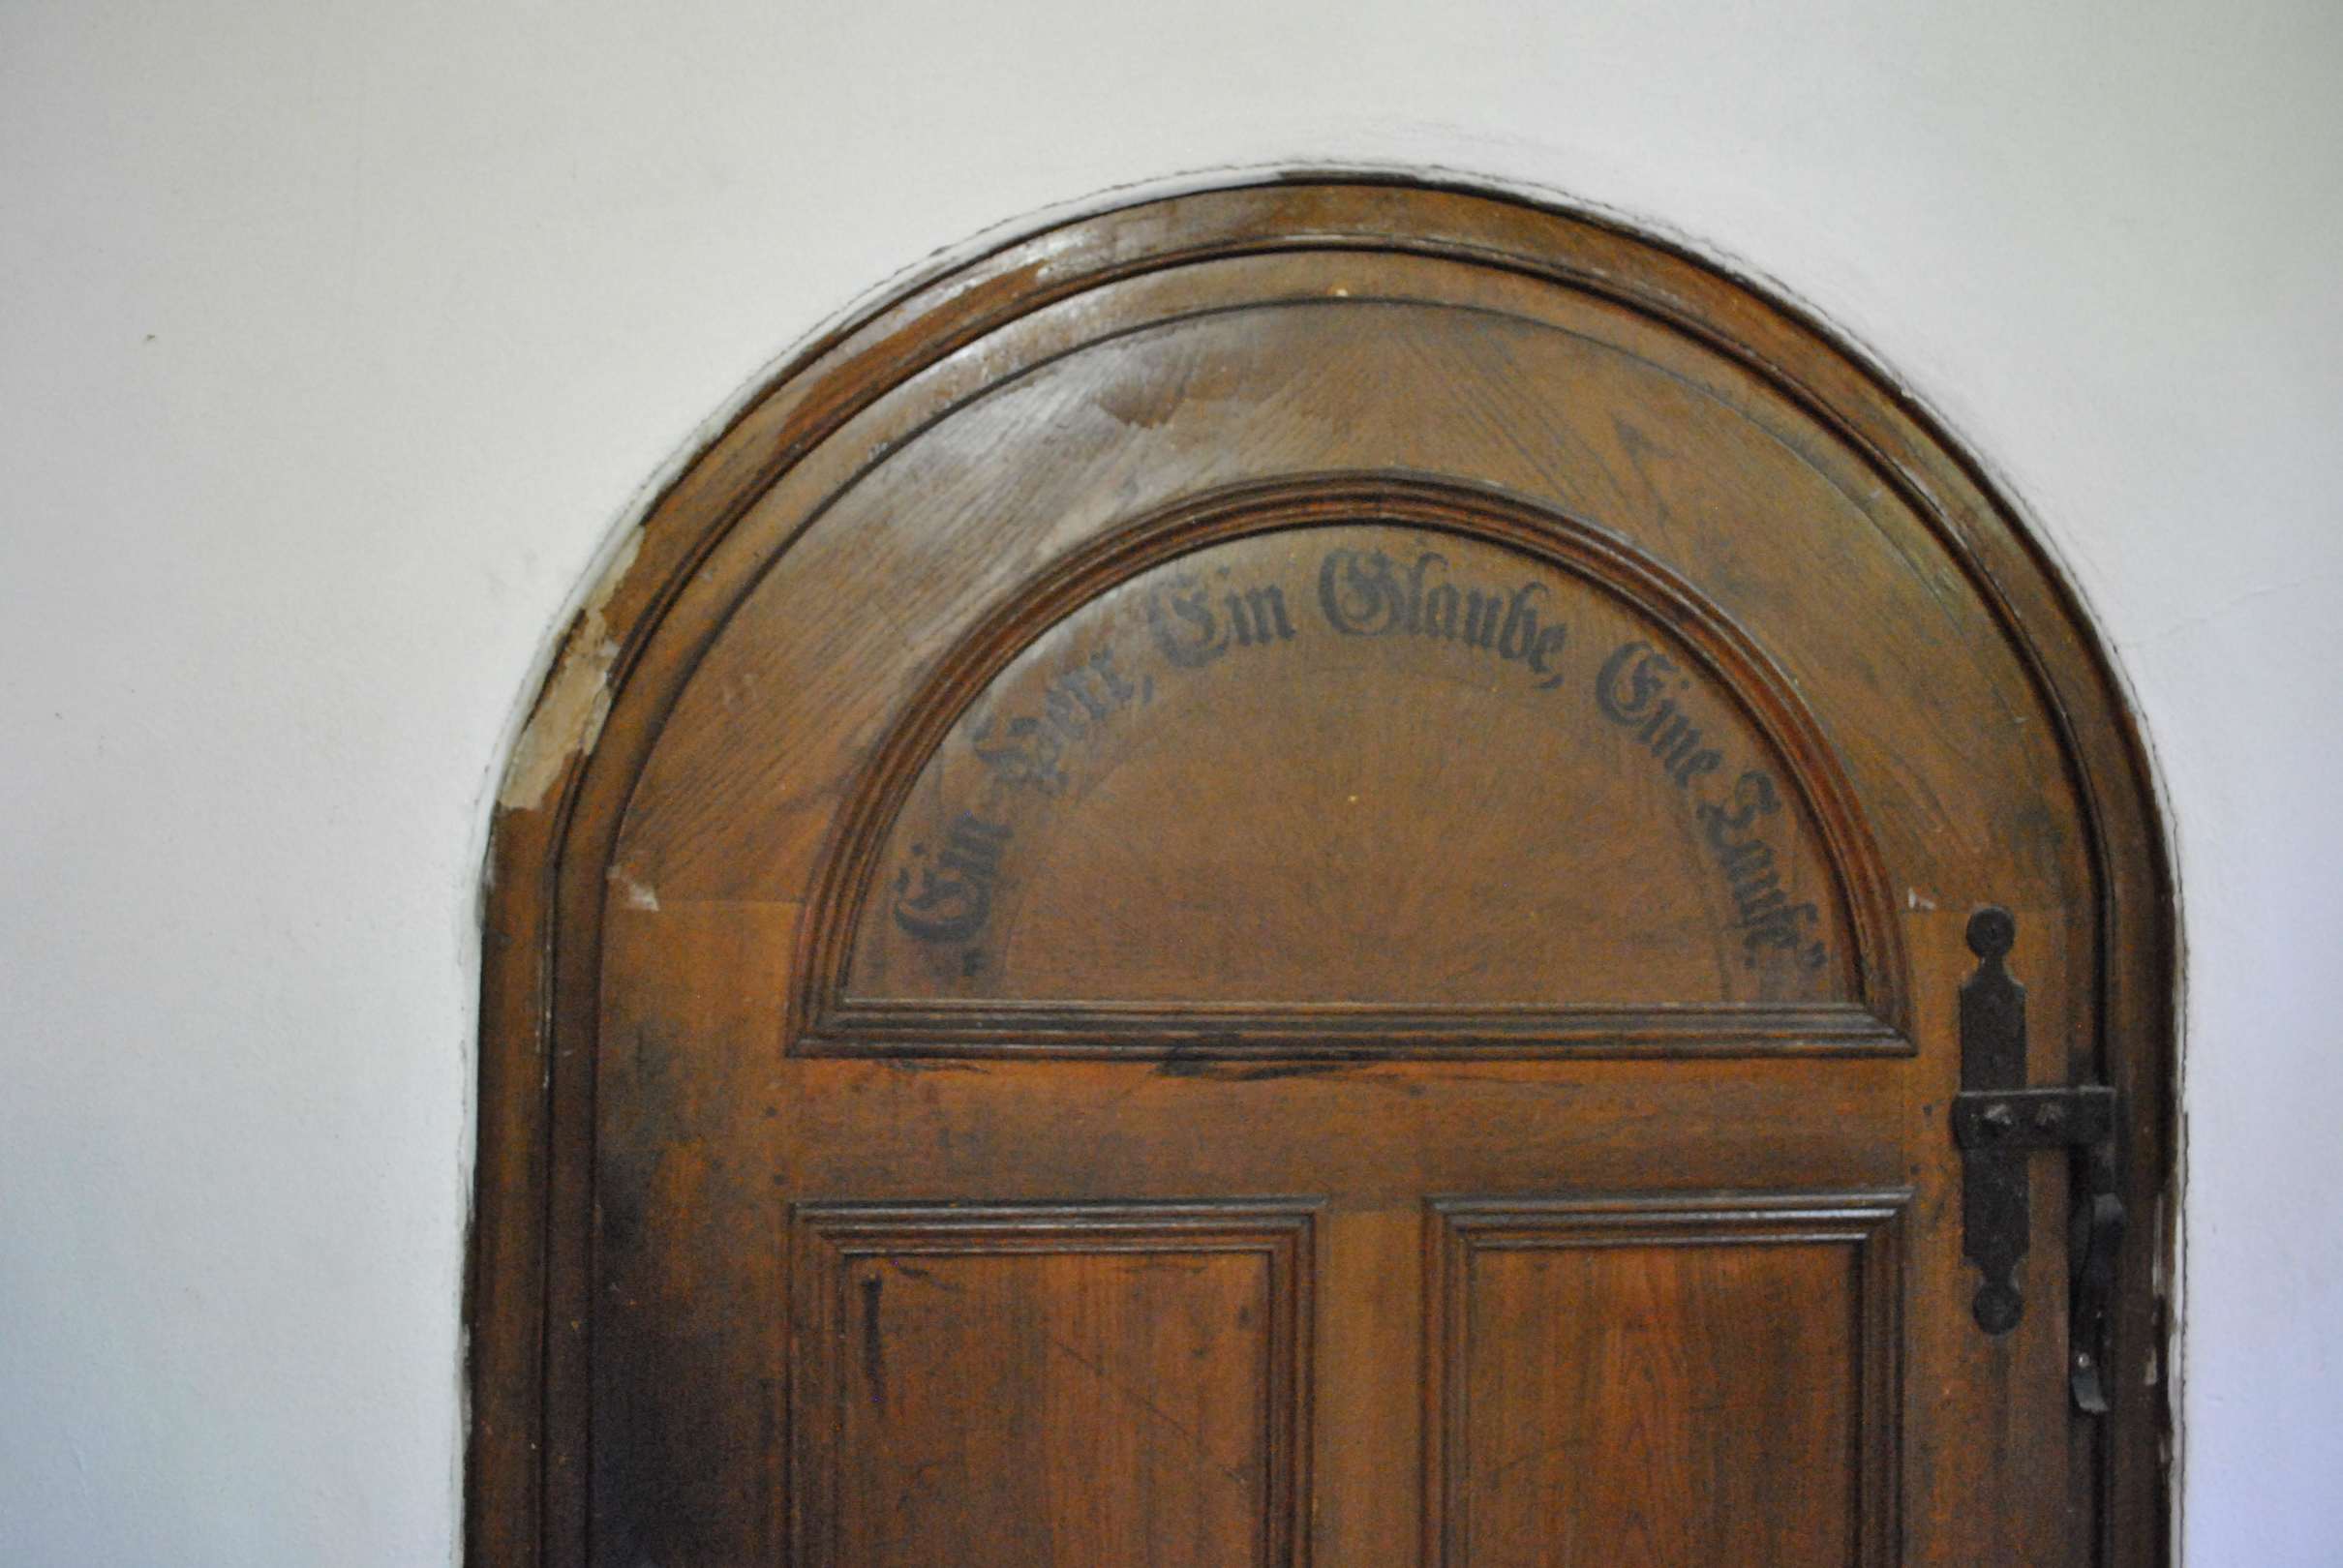 „Ein Herr, Ein Glaube, Eine Taufe“